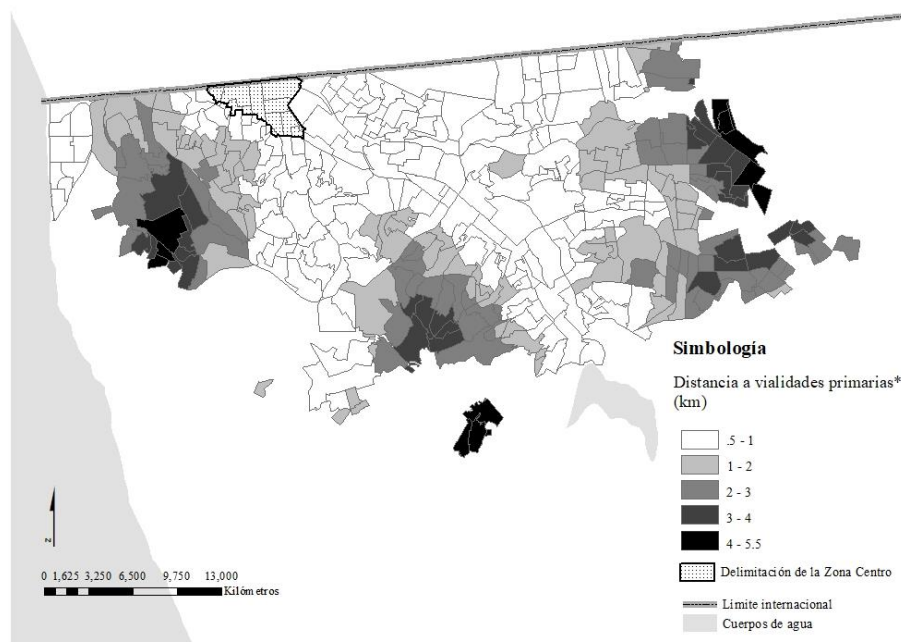 Simbología
Distancia a vialidades primarias*
(km)
.5 - 1
1 - 2
2 - 3
3 - 4
4 - 5.5
Delimitación de la Zona Centro
Limite internacional
Cuerpos de agua
N
0 1,625 3,250 6,500 9,750 13,000
Kilómetros